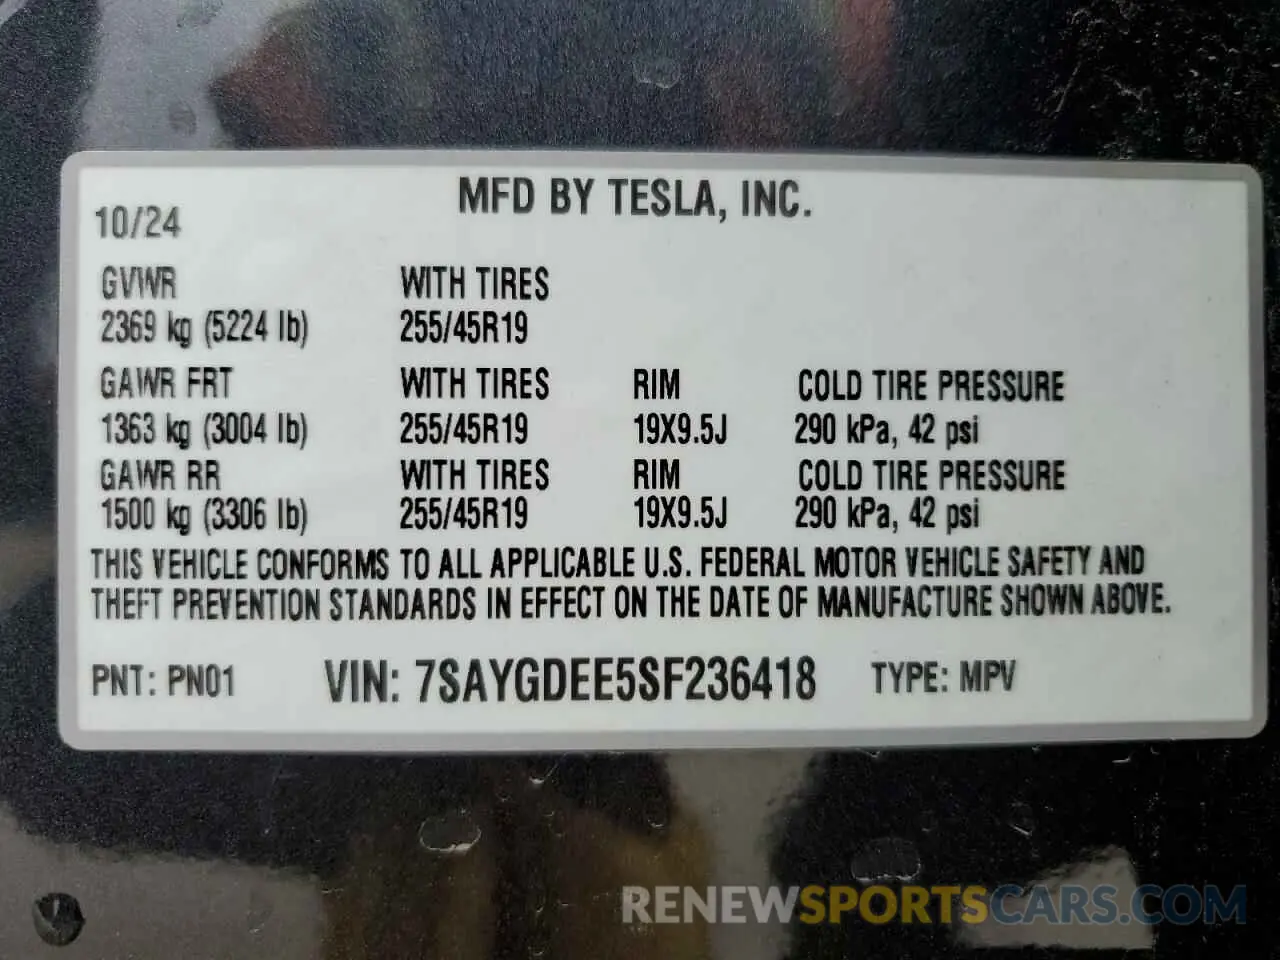 MFD BY TESLA, INC.
10/24
GVWR WITH TIRES
2369 kg (5224 lb) 255/45R19
GAWR FRT WITH TIRES RIM COLD TIRE PRESSURE
1363 kg (3004 lb) 255/45R19 19X9.5J 290 kPa, 42 psi
GAWR RR WITH TIRES RIM COLD TIRE PRESSURE
1500 kg (3306 lb) 255/45R19 19X9.5J 290 kPa, 42 psi
THIS VEHICLE CONFORMS TO ALL APPLICABLE U.S. FEDERAL MOTOR VEHICLE SAFETY AND
THEFT PREVENTION STANDARDS IN EFFECT ON THE DATE OF MANUFACTURE SHOWN ABOVE.
PNT: PN01 VIN: 7SAYGDEE5SF236418 TYPE: MPV
RENEWSPORTSCARS.COM